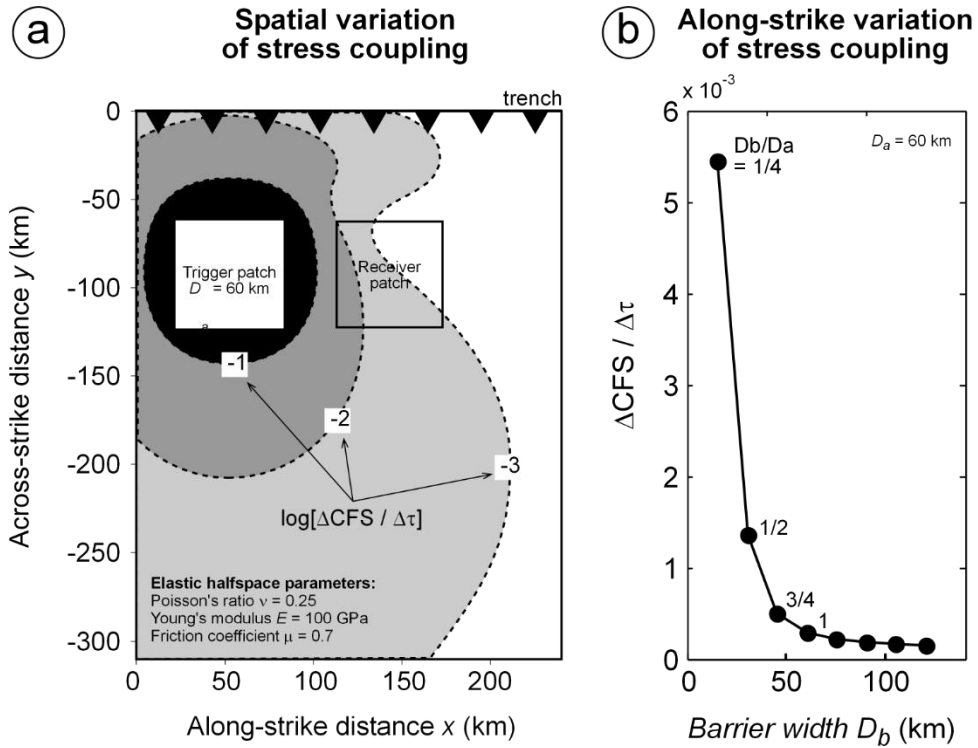 a
Spatial variation
of stress coupling
trench
0
-50
-100
-150
-200
-250
-300
Across-strike distance y (km)
Trigger patch
D = 60 km
a
Receiver
patch
-1
-2
-3
log[ΔCFS / Δτ]
Elastic halfspace parameters:
Poisson's ratio ν = 0.25
Young's modulus E = 100 GPa
Friction coefficient μ = 0.7
0 50 100 150 200
Along-strike distance x (km)
b
Along-strike variation
of stress coupling
x 10⁻³
6
5
4
3
2
1
0
ΔCFS / Δτ
Db/Da
= 1/4
Dₐ = 60 km
1/2
3/4
1
0 50 100
Barrier width D_b (km)